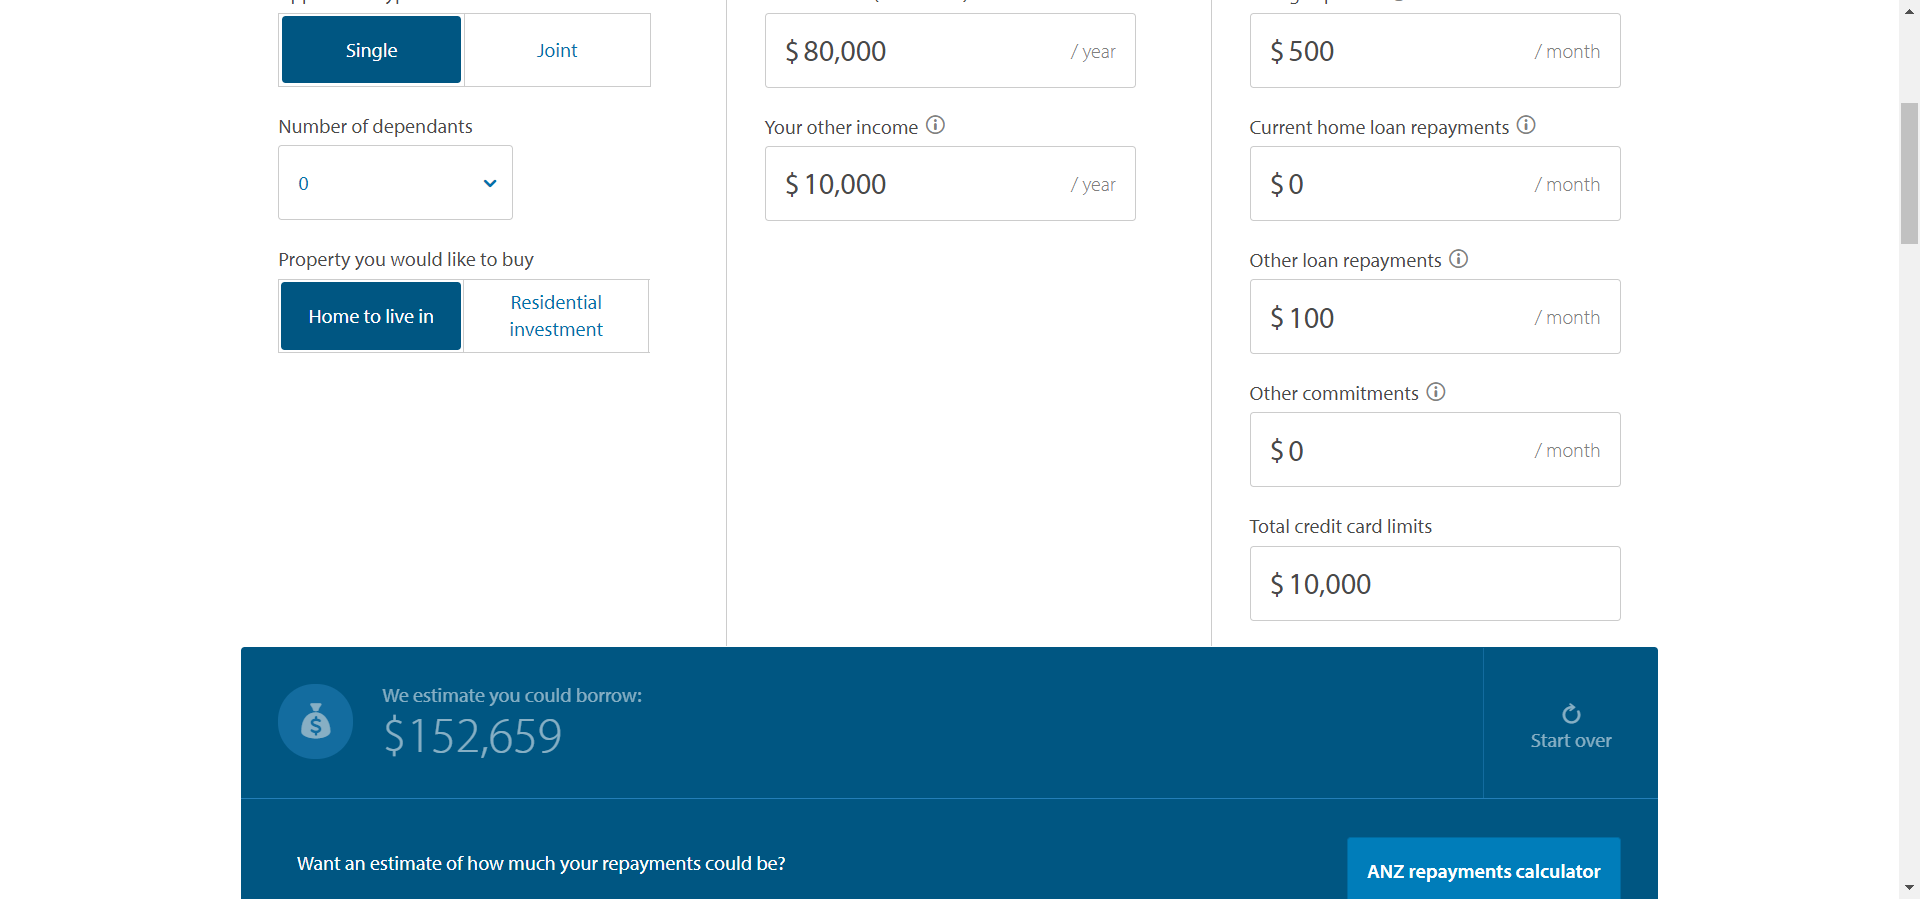 Single
Joint
Number of dependants
0
Property you would like to buy
Home to live in
Residential
investment
$ 80,000 / year
Your other income
$ 10,000 / year
$ 500 / month
Current home loan repayments
$ 0 / month
Other loan repayments
$ 100 / month
Other commitments
$ 0 / month
Total credit card limits
$ 10,000
We estimate you could borrow:
$152,659
Start over
Want an estimate of how much your repayments could be?
ANZ repayments calculator